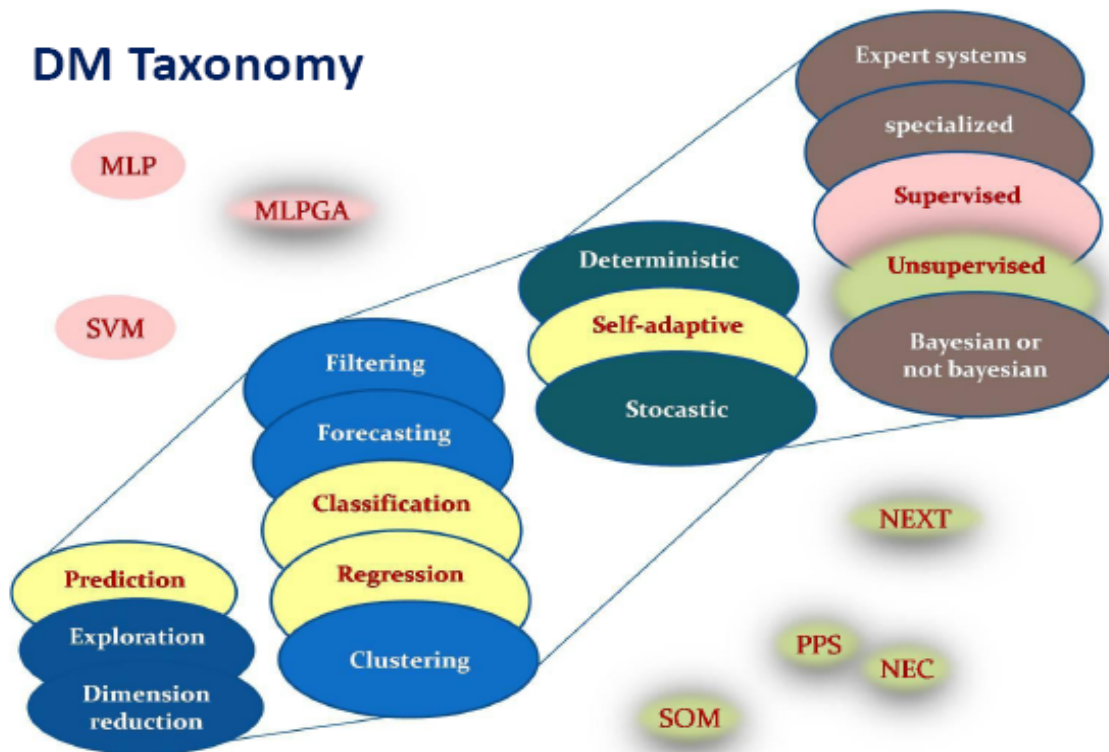 DM Taxonomy
MLP
MLPGA
SVM
Prediction
Exploration
Dimension
reduction
Filtering
Forecasting
Classification
Regression
Clustering
Deterministic
Self-adaptive
Stocastic
Expert systems
specialized
Supervised
Unsupervised
Bayesian or
not bayesian
NEXT
PPS
NEC
SOM